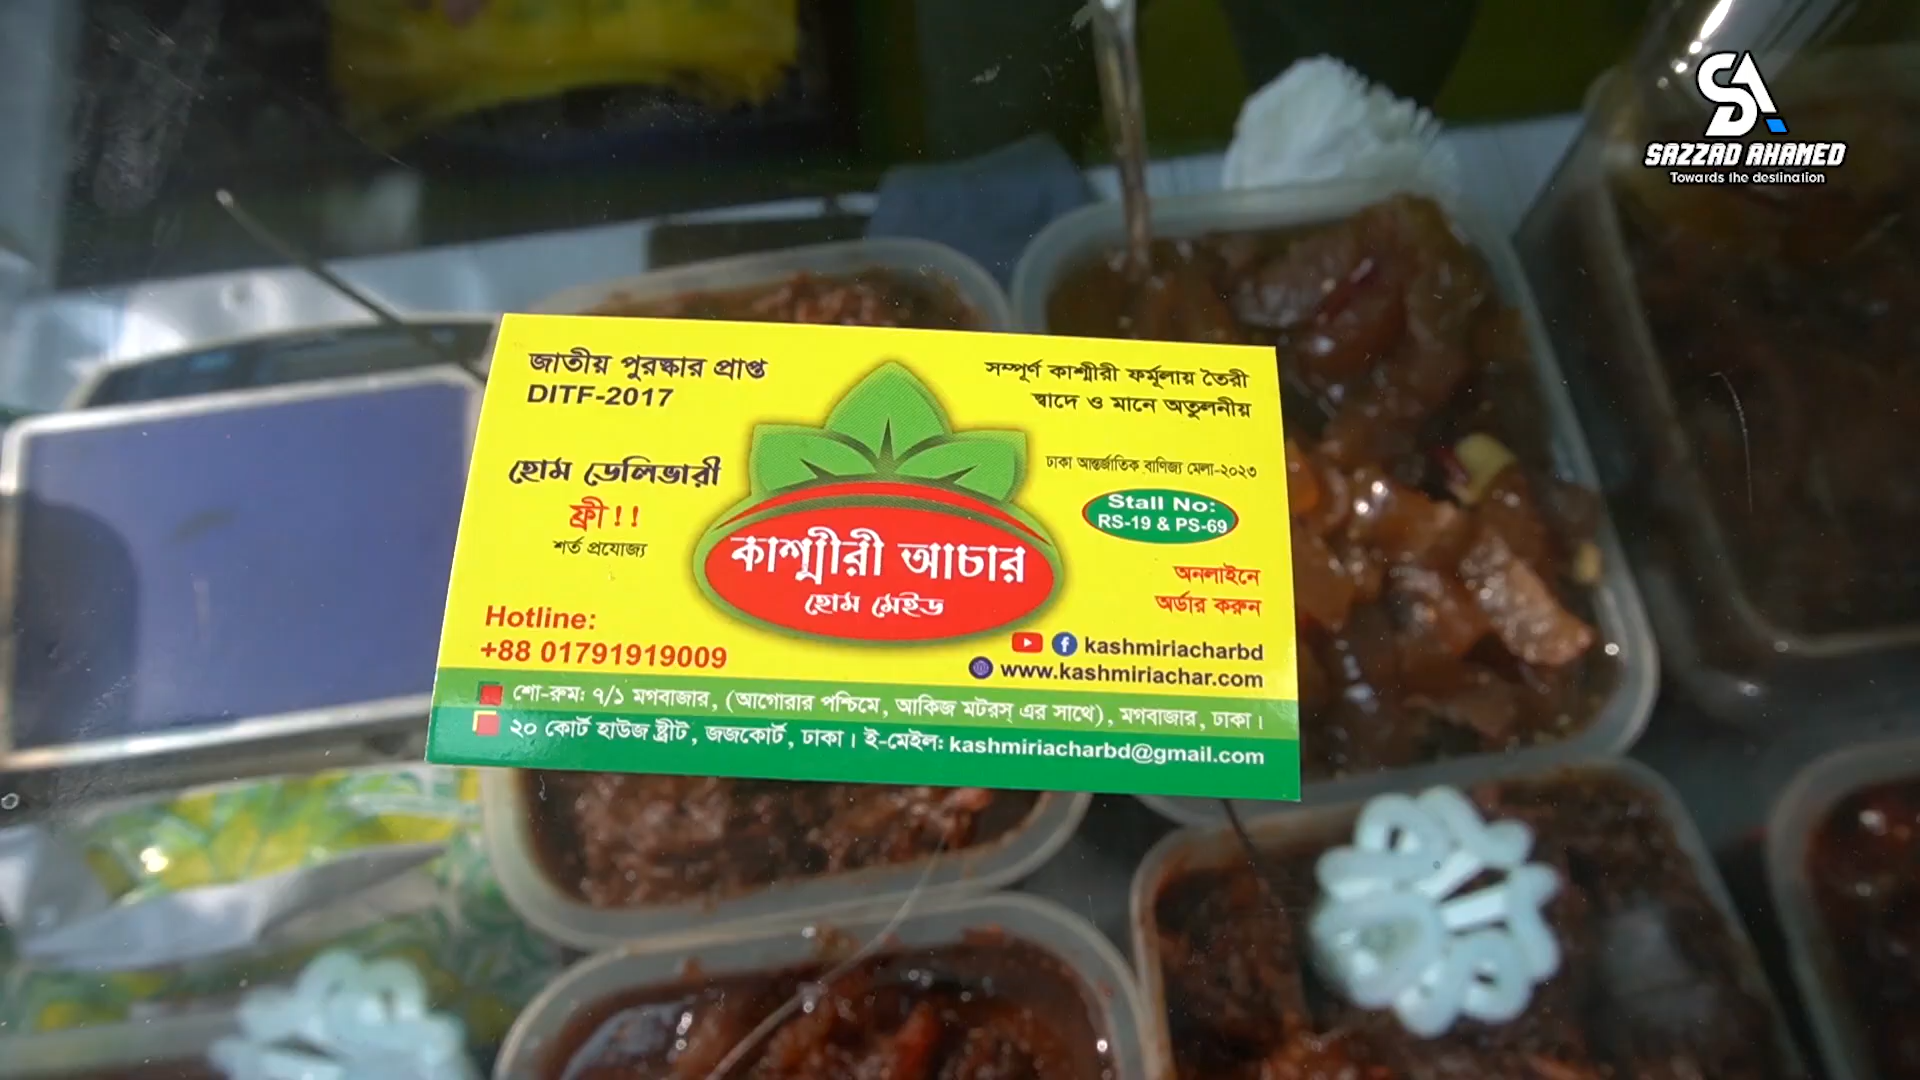 SA
SAZZAD AHAMED
Towards the destination
জাতীয় পুরষ্কার প্রাপ্ত
DITF-2017
সম্পূর্ণ কাশ্মীরী ফর্মূলায় তৈরী
স্বাদে ও মানে অতুলনীয়
হোম ডেলিভারী
ফ্রী !!
শর্ত প্রযোজ্য
ঢাকা আন্তর্জাতিক বাণিজ্য মেলা-২০২৩
Stall No:
RS-19 & PS-69
কাশ্মীরী আচার
হোম মেইড
অনলাইনে
অর্ডার করুন
Hotline:
+88 01791919009
kashmiriacharbd
www.kashmiriachar.com
শো-রুম: ৭/১ মগবাজার, (আগোরার পশ্চিমে, আকিজ মটরস্ এর সাথে), মগবাজার, ঢাকা।
২০ কোর্ট হাউজ ষ্ট্রীট, জজকোর্ট, ঢাকা। ই-মেইল: kashmiriacharbd@gmail.com